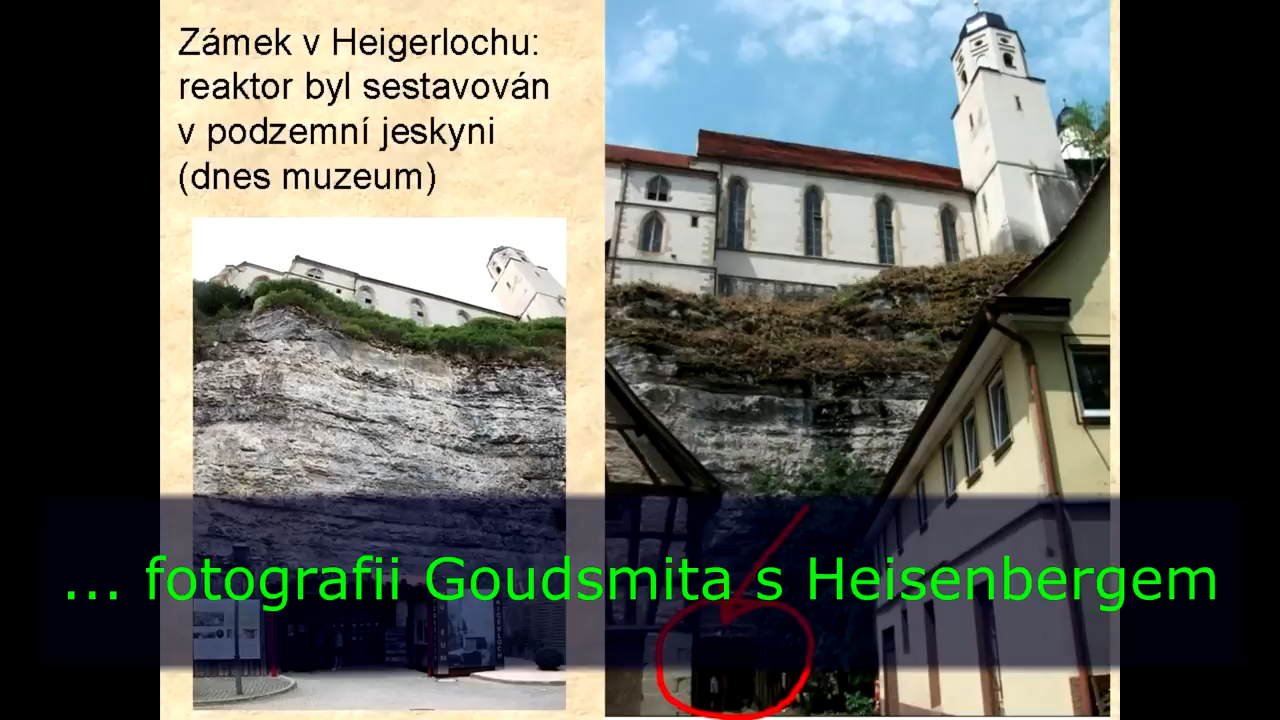 Zámek v Heigerlochu:
reaktor byl sestavován
v podzemní jeskyni
(dnes muzeum)
... fotografii Goudsmita s Heisenbergem